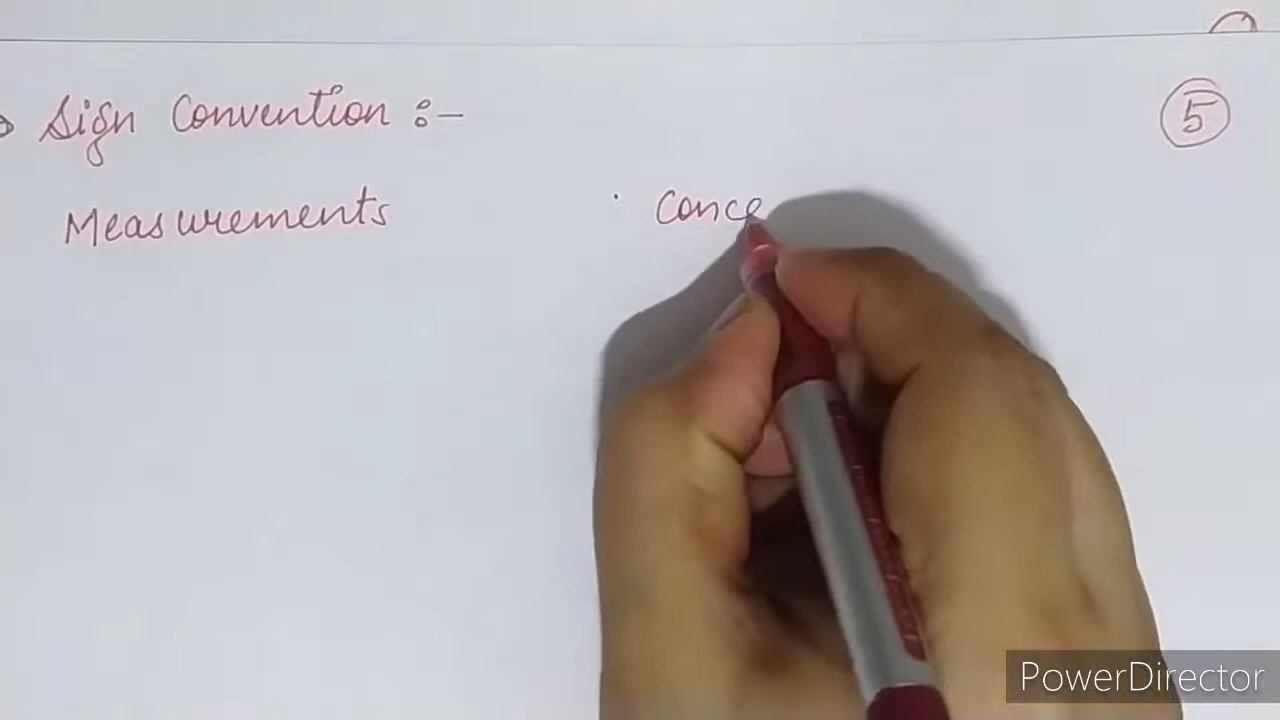 Sign Convention :-
5
Measurements
Conce
PowerDirector